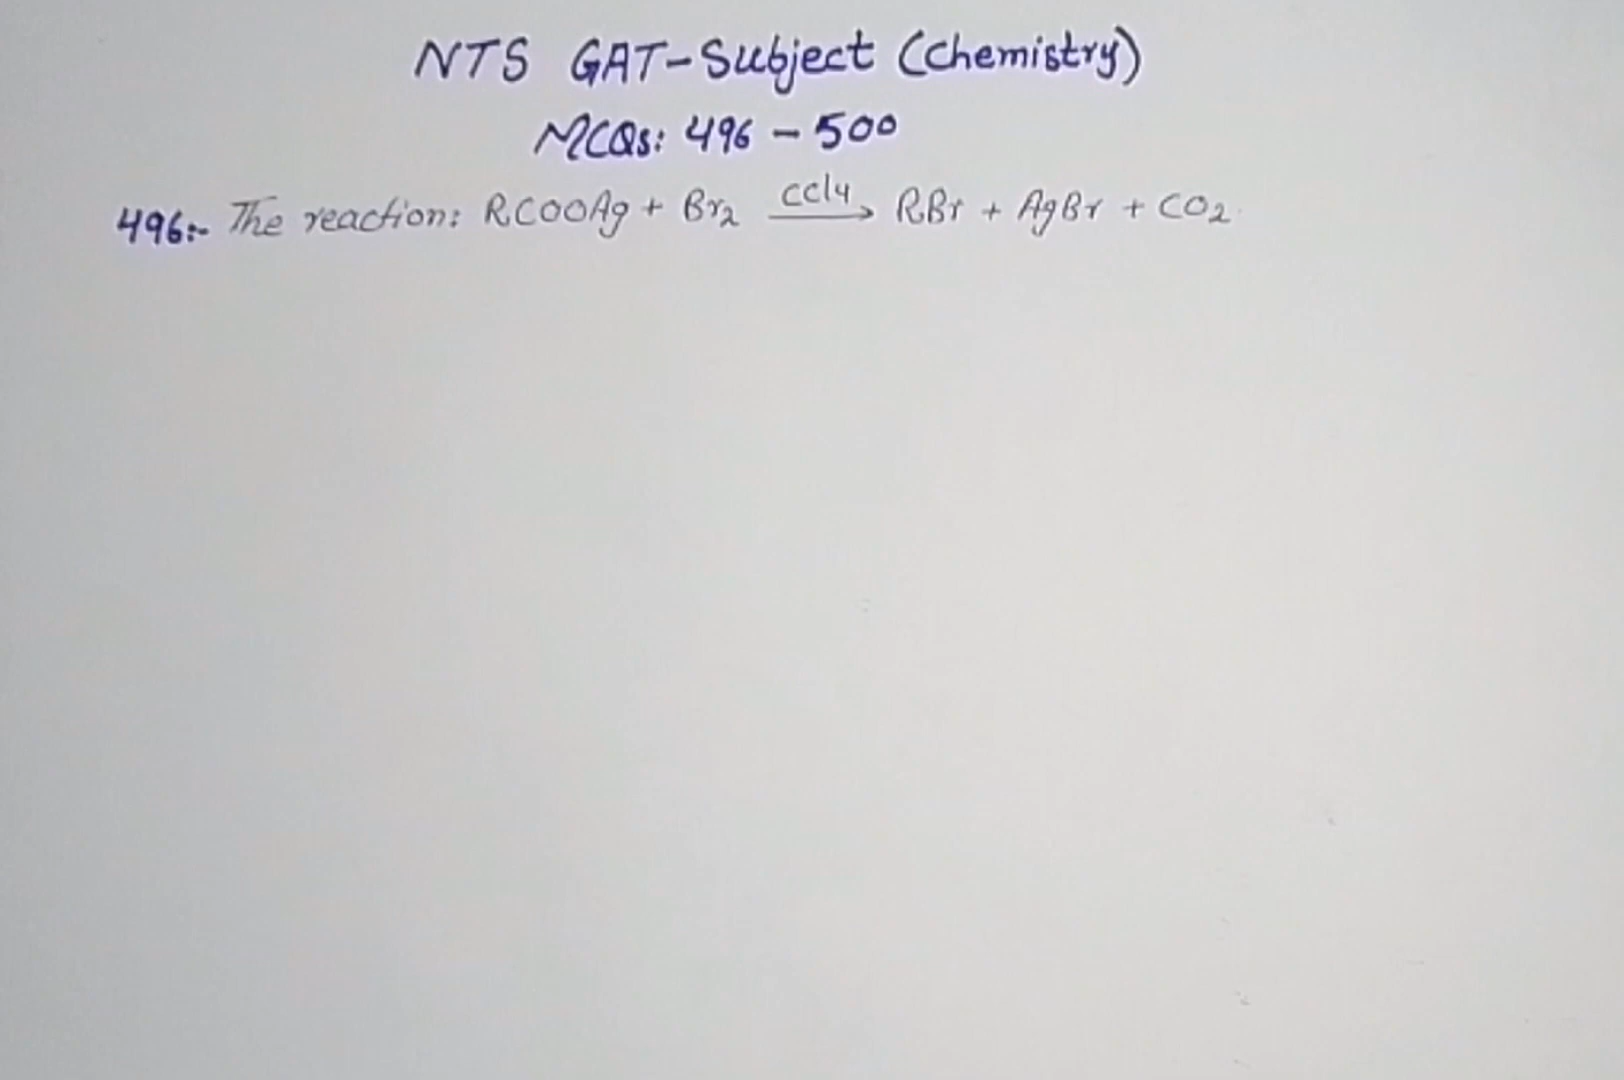 NTS GAT-Subject (Chemistry)
MCQs: 496 - 500
496:- The reaction: RCOOAg + Br₂ CCl4 → RBr + AgBr + CO₂